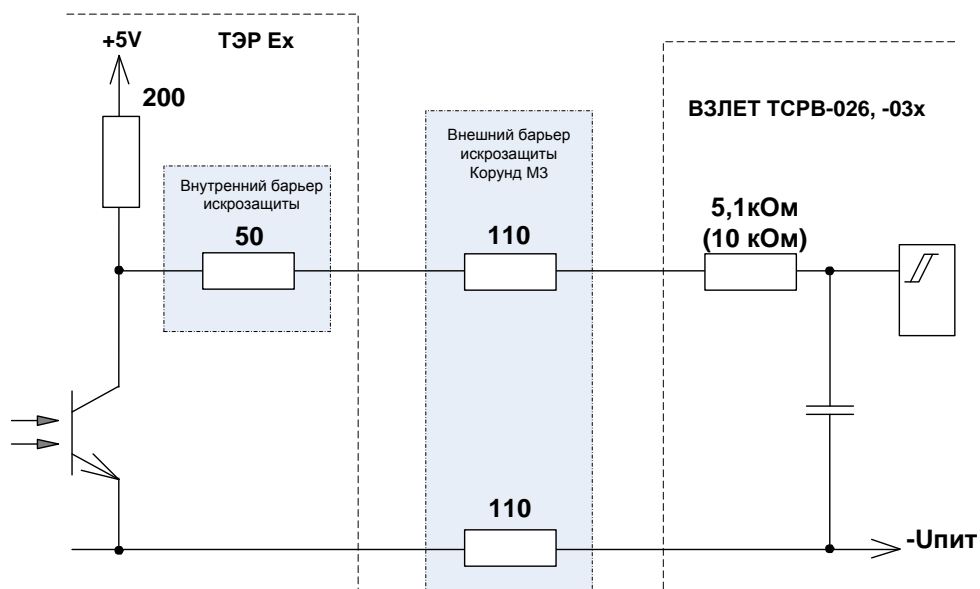 +5V
ТЭР Ex
200
ВЗЛЕТ ТСРВ-026, -03х
Внешний барьер
искрозащиты
Корунд М3
Внутренний барьер
искрозащиты
50
110
5,1кОм
(10 кОм)
110
-Uпит